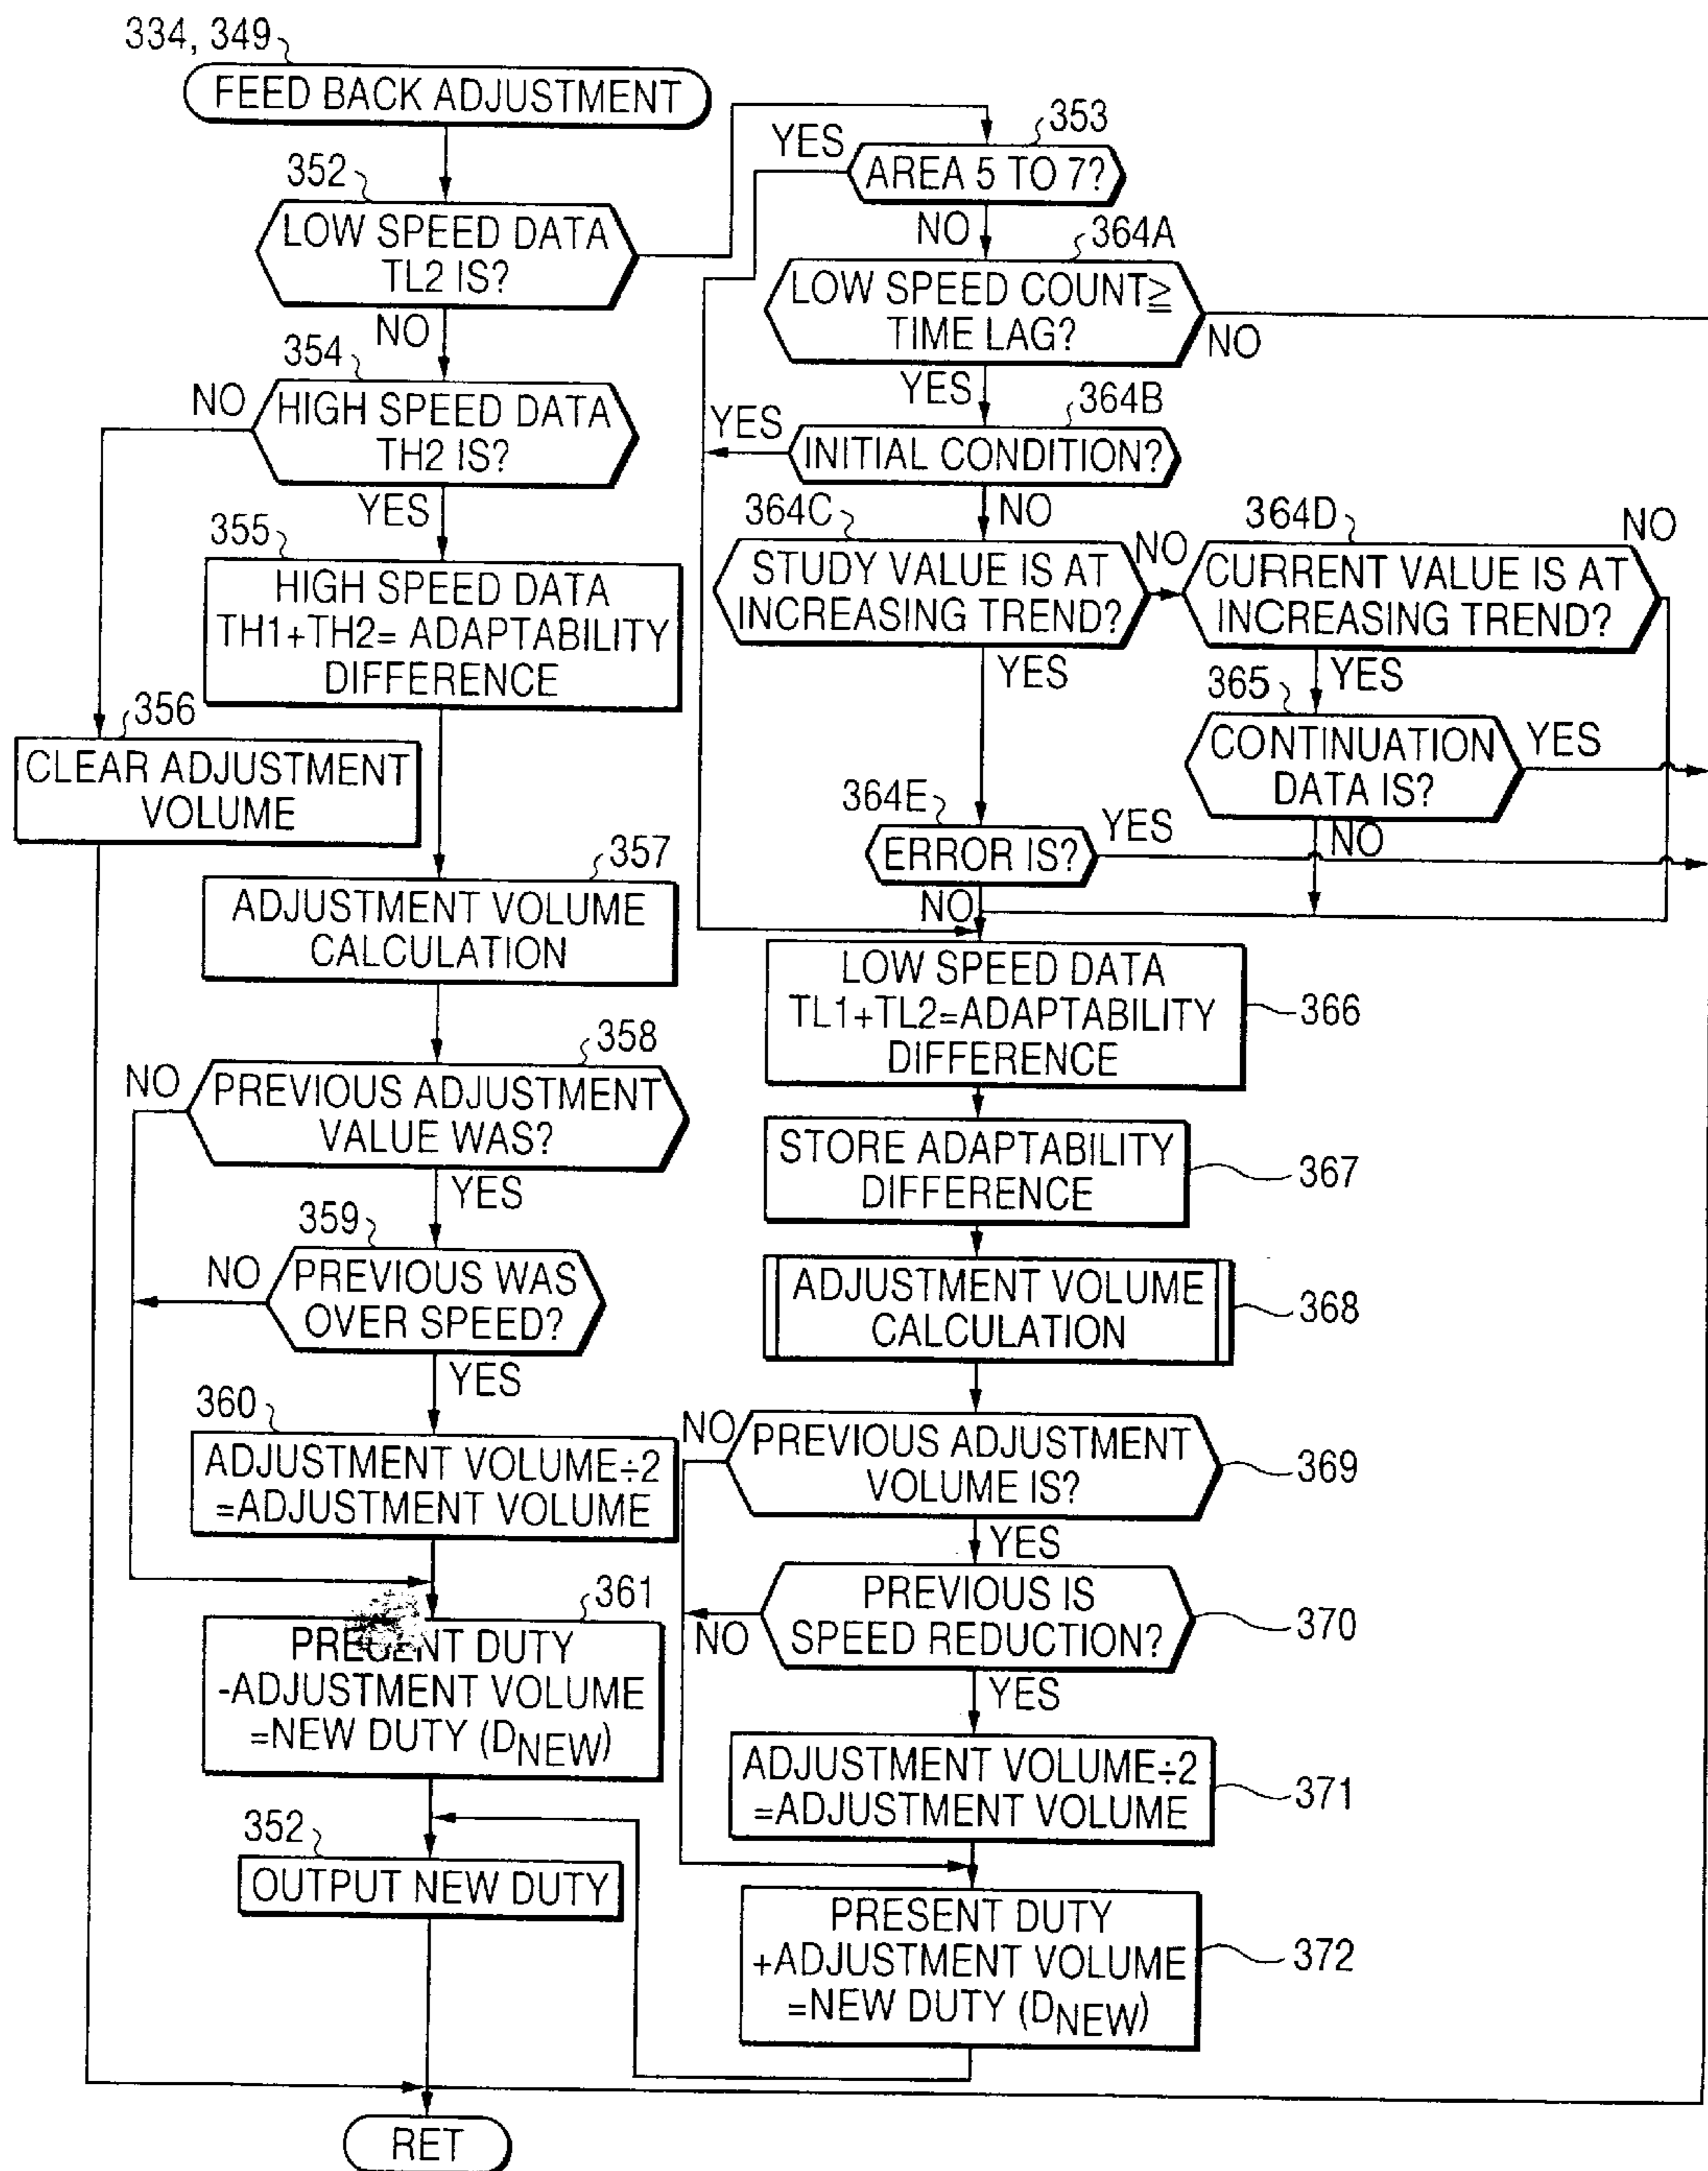 334, 349
FEED BACK ADJUSTMENT
352
LOW SPEED DATA
TL2 IS?
NO
354
NO
HIGH SPEED DATA
TH2 IS?
YES
355
HIGH SPEED DATA
TH1+TH2= ADAPTABILITY
DIFFERENCE
356
CLEAR ADJUSTMENT
VOLUME
357
ADJUSTMENT VOLUME
CALCULATION
358
NO
PREVIOUS ADJUSTMENT
VALUE WAS?
YES
359
NO
PREVIOUS WAS
OVER SPEED?
YES
360
ADJUSTMENT VOLUME÷2
=ADJUSTMENT VOLUME
361
DUTY
-ADJUSTMENT VOLUME
=NEW DUTY (DNEW)
352
OUTPUT NEW DUTY
RET
353
YES
AREA 5 TO 7?
NO
364A
LOW SPEED COUNT≧
TIME LAG?
NO
YES
364B
YES
INITIAL CONDITION?
NO
364C
STUDY VALUE IS AT
INCREASING TREND?
NO
YES
364D
NO
CURRENT VALUE IS AT
INCREASING TREND?
YES
365
CONTINUATION
DATA IS?
YES
NO
364E
ERROR IS?
YES
NO
LOW SPEED DATA
TL1+TL2=ADAPTABILITY
DIFFERENCE
366
STORE ADAPTABILITY
DIFFERENCE
367
ADJUSTMENT VOLUME
CALCULATION
368
NO
PREVIOUS ADJUSTMENT
VOLUME IS?
369
YES
PREVIOUS IS
SPEED REDUCTION?
370
NO
YES
ADJUSTMENT VOLUME÷2
=ADJUSTMENT VOLUME
371
PRESENT DUTY
+ADJUSTMENT VOLUME
=NEW DUTY (DNEW)
372